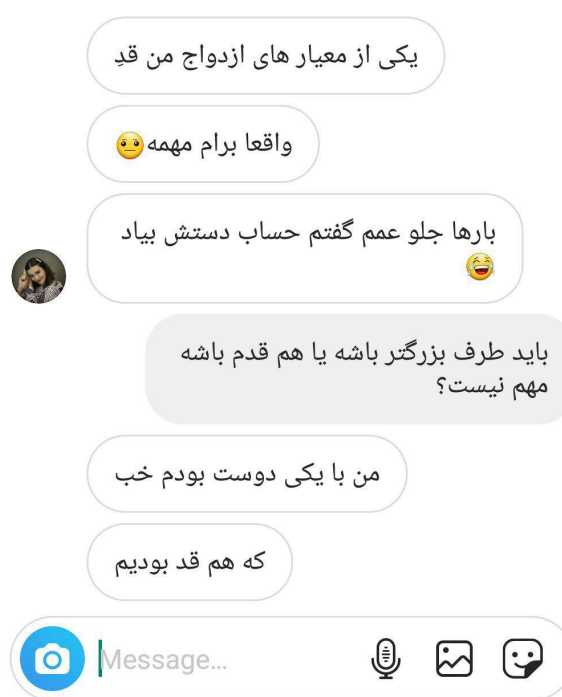 یکی از معیار های ازدواج من قدِ
واقعا برام مهمه😐
بارها جلو عمم گفتم حساب دستش بیاد
😂
باید طرف بزرگتر باشه یا هم قدم باشه
مهم نیست؟
من با یکی دوست بودم خب
که هم قد بودیم
Message...